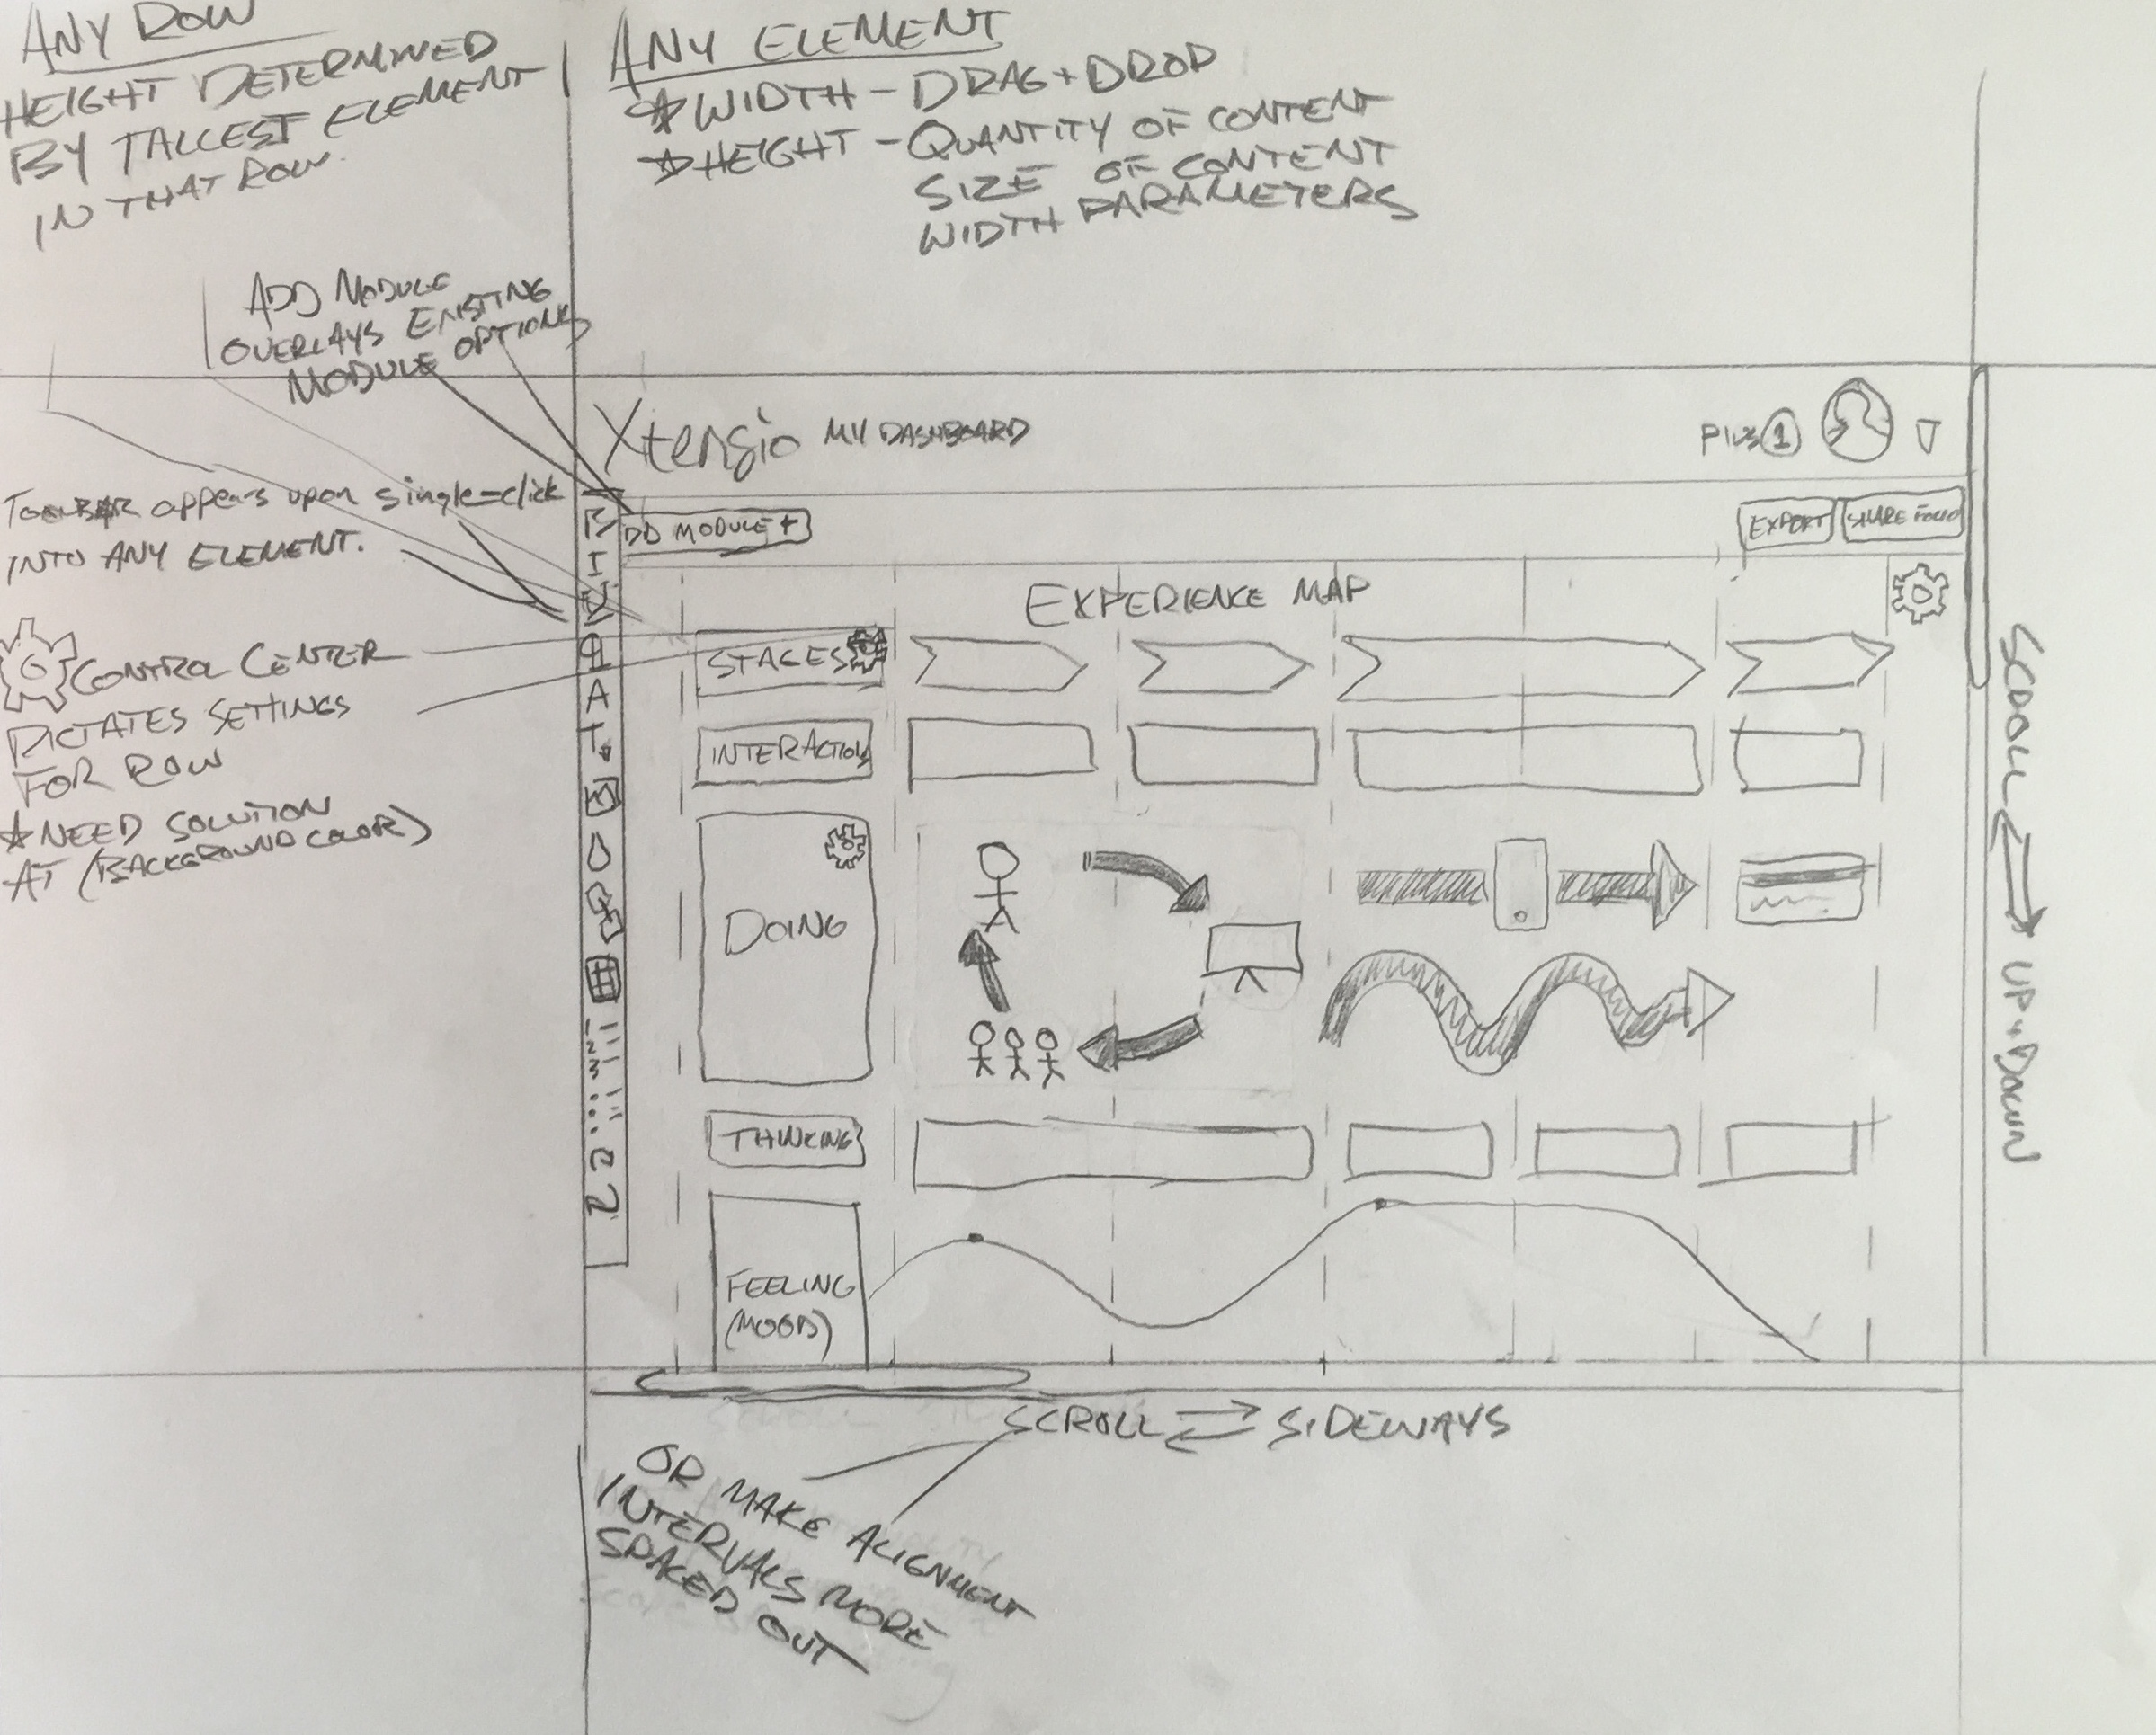 ANY ROW
HEIGHT DETERMINED
BY TALLEST ELEMENT
IN THAT ROW.
ANY ELEMENT
WIDTH - DRAG + DROP
HEIGHT - QUANTITY OF CONTENT
SIZE OF CONTENT
WIDTH PARAMETERS
ADD MODULE
OVERLAYS EXISTING
MODULE OPTIONS
Xtensio MY DASHBOARD
Plus 1
TOOLBAR appears upon single-click
INTO ANY ELEMENT.
DD MODULE +
EXPORT
SHARE FOLIO
B
I
A
T
EXPERIENCE MAP
CONTROL CENTER
DICTATES SETTINGS
FOR ROW
NEED SOLUTION
AT (BACKGROUND COLOR)
STAGES
INTERACTION
DOING
THINKING
FEELING
(MOOD)
SCROLL
UP + DOWN
SCROLL SIDEWAYS
OR MAKE ALIGNMENT
INTERVALS MORE
SPACED OUT